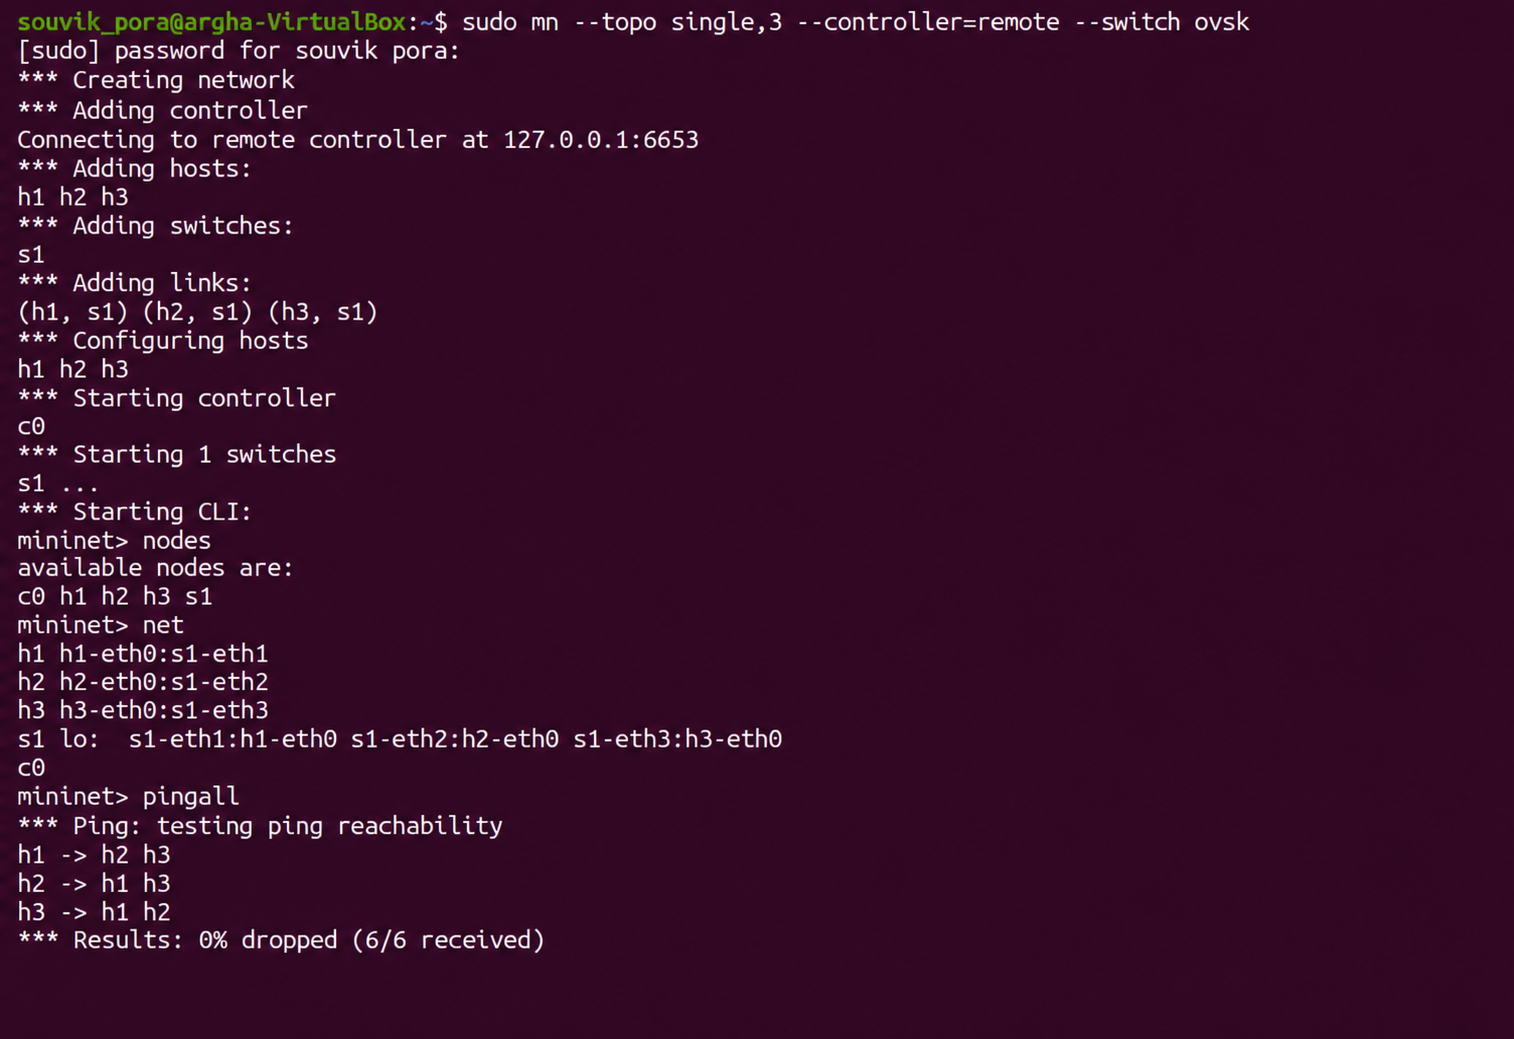 souvik_pora@argha-VirtualBox:~$ sudo mn --topo single,3 --controller=remote --switch ovsk
[sudo] password for souvik pora:
*** Creating network
*** Adding controller
Connecting to remote controller at 127.0.0.1:6653
*** Adding hosts:
h1 h2 h3
*** Adding switches:
s1
*** Adding links:
(h1, s1) (h2, s1) (h3, s1)
*** Configuring hosts
h1 h2 h3
*** Starting controller
c0
*** Starting 1 switches
s1 ...
*** Starting CLI:
mininet> nodes
available nodes are:
c0 h1 h2 h3 s1
mininet> net
h1 h1-eth0:s1-eth1
h2 h2-eth0:s1-eth2
h3 h3-eth0:s1-eth3
s1 lo:  s1-eth1:h1-eth0 s1-eth2:h2-eth0 s1-eth3:h3-eth0
c0
mininet> pingall
*** Ping: testing ping reachability
h1 -> h2 h3
h2 -> h1 h3
h3 -> h1 h2
*** Results: 0% dropped (6/6 received)